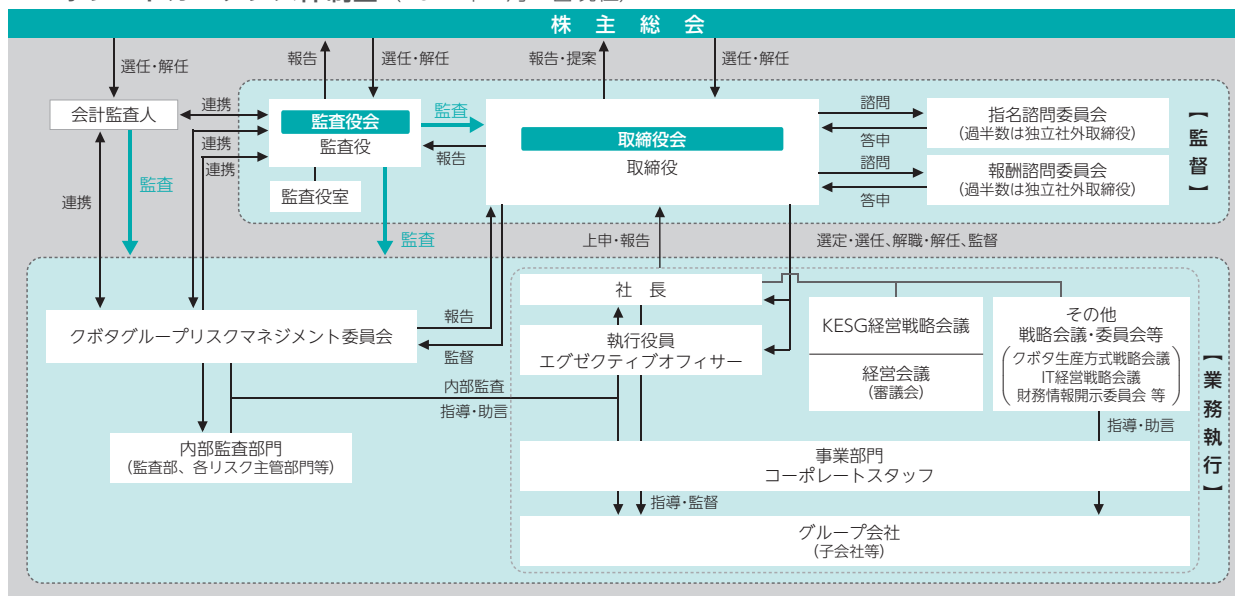 株主総会
選任・解任
報告
選任・解任
報告・提案
選任・解任
会計監査人
連携
連携
連携
連携
連携
監査
監査役会
監査役
監査役室
監査
報告
監査
取締役会
取締役
諮問
答申
諮問
答申
指名諮問委員会
(過半数は独立社外取締役)
報酬諮問委員会
(過半数は独立社外取締役)
【監督】
上申・報告
選定・選任、解職・解任、監督
クボタグループリスクマネジメント委員会
報告
監督
内部監査
指導・助言
内部監査部門
(監査部、各リスク主管部門等)
社 長
執行役員
エグゼクティブオフィサー
KESG経営戦略会議
経営会議
(審議会)
その他
戦略会議・委員会等
(クボタ生産方式戦略会議
IT経営戦略会議
財務情報開示委員会 等)
指導・助言
【業務執行】
事業部門
コーポレートスタッフ
指導・監督
グループ会社
(子会社等)